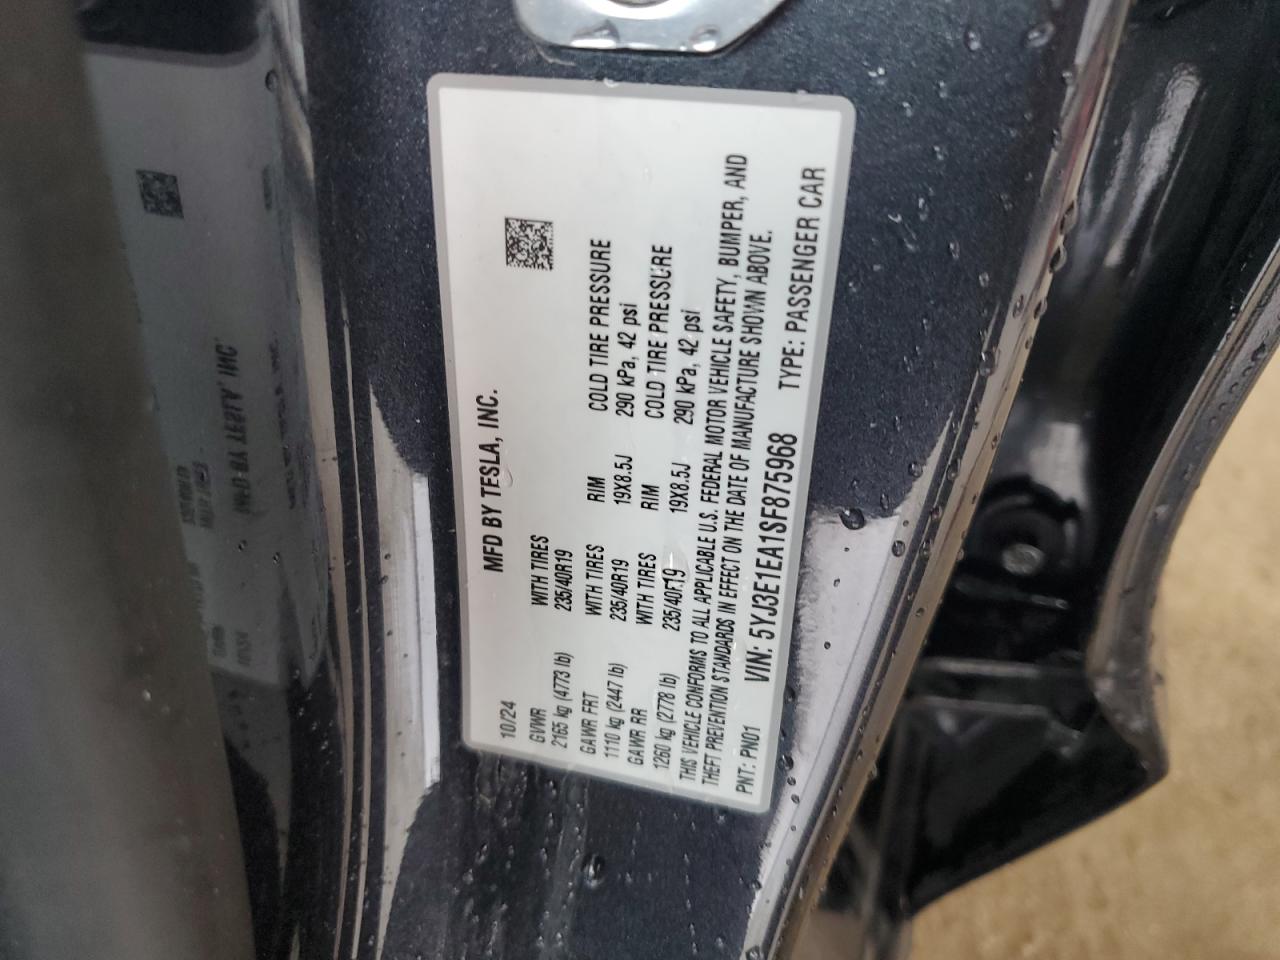 MFD BY TESLA, INC.
10/24
GVWR WITH TIRES
2165 kg (4773 lb) 235/40R19
GAWR FRT WITH TIRES RIM COLD TIRE PRESSURE
1110 kg (2447 lb) 235/40R19 19X8.5J 290 kPa, 42 psi
GAWR RR WITH TIRES RIM COLD TIRE PRESSURE
1260 kg (2778 lb) 235/40R19 19X8.5J 290 kPa, 42 psi
THIS VEHICLE CONFORMS TO ALL APPLICABLE U.S. FEDERAL MOTOR VEHICLE SAFETY, BUMPER, AND
THEFT PREVENTION STANDARDS IN EFFECT ON THE DATE OF MANUFACTURE SHOWN ABOVE.
PNT: PN01 VIN: 5YJ3E1EA1SF875968 TYPE: PASSENGER CAR